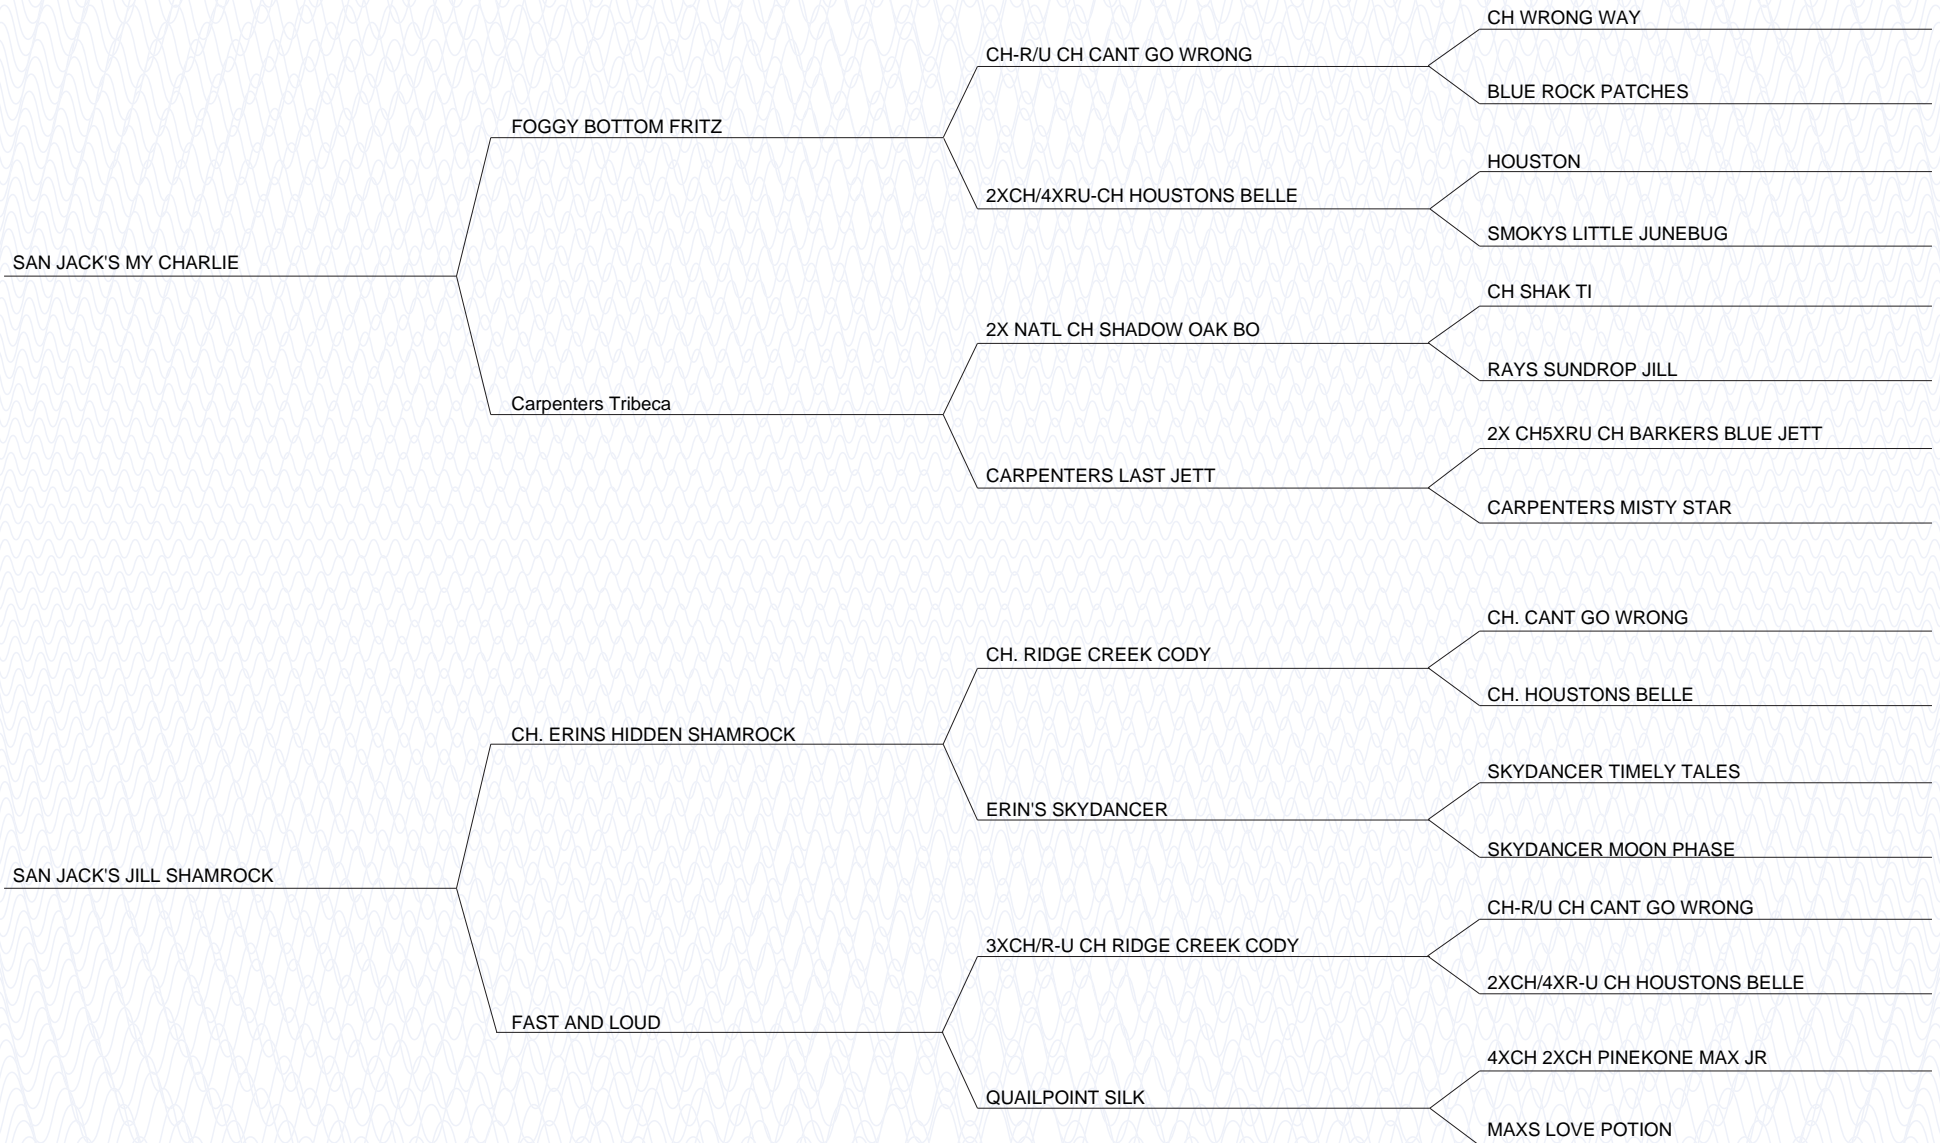 CH WRONG WAY
CH-R/U CH CANT GO WRONG
BLUE ROCK PATCHES
FOGGY BOTTOM FRITZ
HOUSTON
2XCH/4XRU-CH HOUSTONS BELLE
SMOKYS LITTLE JUNEBUG
SAN JACK'S MY CHARLIE
CH SHAK TI
2X NATL CH SHADOW OAK BO
RAYS SUNDROP JILL
Carpenters Tribeca
2X CH5XRU CH BARKERS BLUE JETT
CARPENTERS LAST JETT
CARPENTERS MISTY STAR
CH. CANT GO WRONG
CH. RIDGE CREEK CODY
CH. HOUSTONS BELLE
CH. ERINS HIDDEN SHAMROCK
SKYDANCER TIMELY TALES
ERIN'S SKYDANCER
SKYDANCER MOON PHASE
SAN JACK'S JILL SHAMROCK
CH-R/U CH CANT GO WRONG
3XCH/R-U CH RIDGE CREEK CODY
2XCH/4XR-U CH HOUSTONS BELLE
FAST AND LOUD
4XCH 2XCH PINEKONE MAX JR
QUAILPOINT SILK
MAXS LOVE POTION